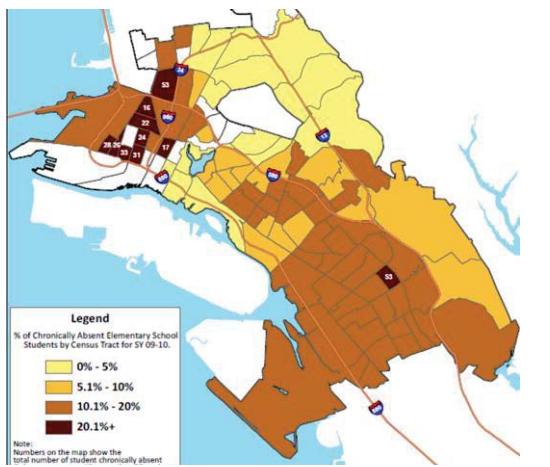 24
53
16
980
22
24
28 26
33 31 17
880
580
13
53
880
Legend
% of Chronically Absent Elementary School
Students by Census Tract for SY 09-10.
0% - 5%
5.1% - 10%
10.1% - 20%
20.1%+
Note:
Numbers on the map show the
total number of student chronically absent